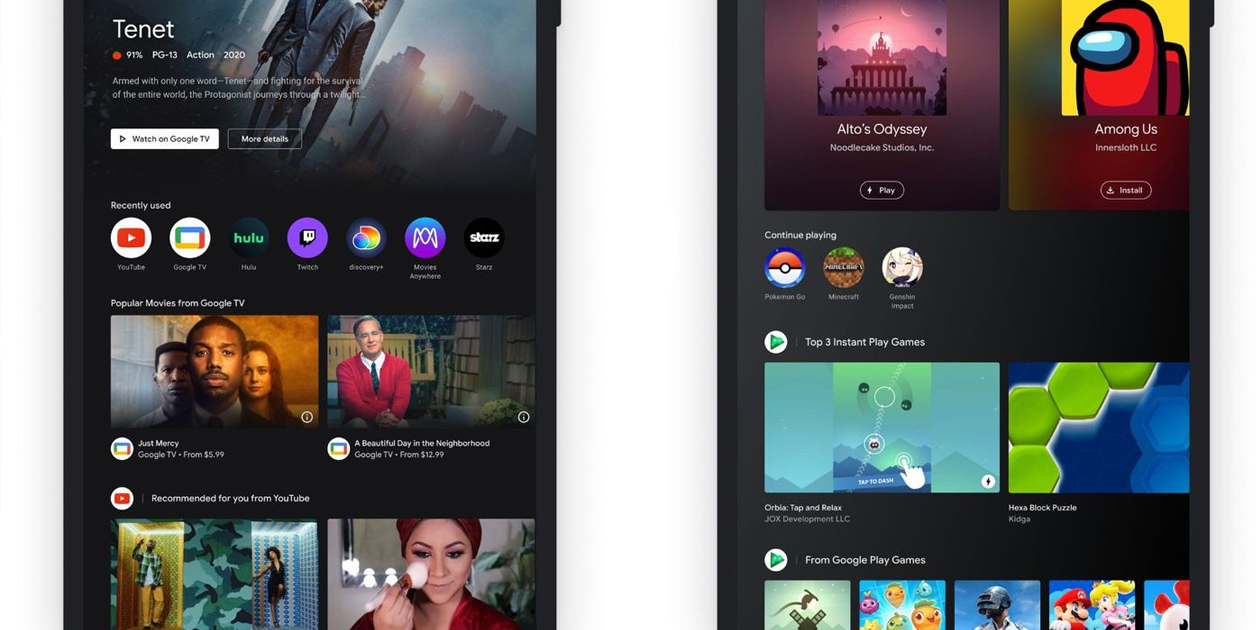 Tenet
91% PG-13 Action 2020
Armed with only one word—Tenet—and fighting for the survival
of the entire world, the Protagonist journeys through a twilight...
Watch on Google TV
More details
Recently used
hulu
starz
YouTube
Google TV
Hulu
Twitch
discovery+
Movies
Anywhere
Starz
Popular Movies from Google TV
Just Mercy
Google TV • From $5.99
A Beautiful Day in the Neighborhood
Google TV • From $12.99
Recommended for you from YouTube
Alto's Odyssey
Noodlecake Studios, Inc.
Play
Among Us
Innersloth LLC
Install
Continue playing
MINECRAFT
Pokemon Go
Minecraft
Genshin
Impact
Top 3 Instant Play Games
TAP TO DASH
Orbia: Tap and Relax
JOX Development LLC
Hexa Block Puzzle
Kidga
From Google Play Games